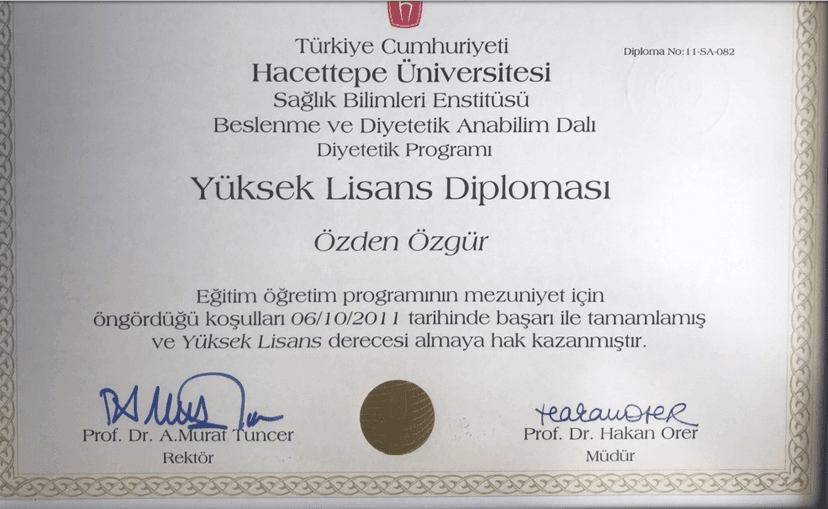 Türkiye Cumhuriyeti
Diploma No: 11-SA-082
Hacettepe Üniversitesi
Sağlık Bilimleri Enstitüsü
Beslenme ve Diyetetik Anabilim Dalı
Diyetetik Programı
Yüksek Lisans Diploması
Özden Özgür
Eğitim öğretim programının mezuniyet için
öngördüğü koşulları 06/10/2011 tarihinde başarı ile tamamlamış
ve Yüksek Lisans derecesi almaya hak kazanmıştır.
Prof. Dr. A.Murat Tuncer
Rektör
Hakan Orer
Prof. Dr. Hakan Orer
Müdür